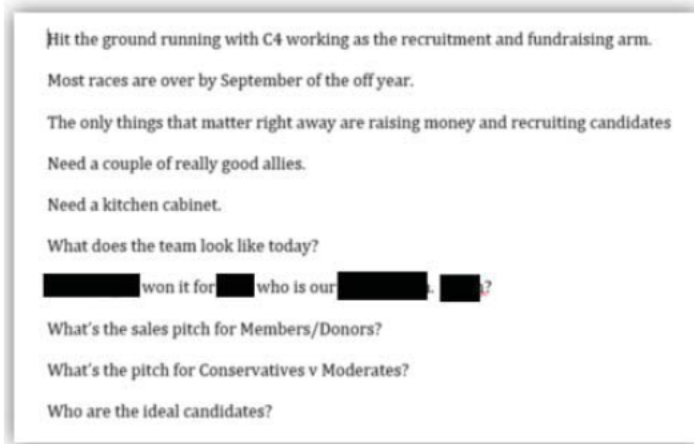 Hit the ground running with C4 working as the recruitment and fundraising arm.
Most races are over by September of the off year.
The only things that matter right away are raising money and recruiting candidates
Need a couple of really good allies.
Need a kitchen cabinet.
What does the team look like today?
won it for who is our . ?
What's the sales pitch for Members/Donors?
What's the pitch for Conservatives v Moderates?
Who are the ideal candidates?